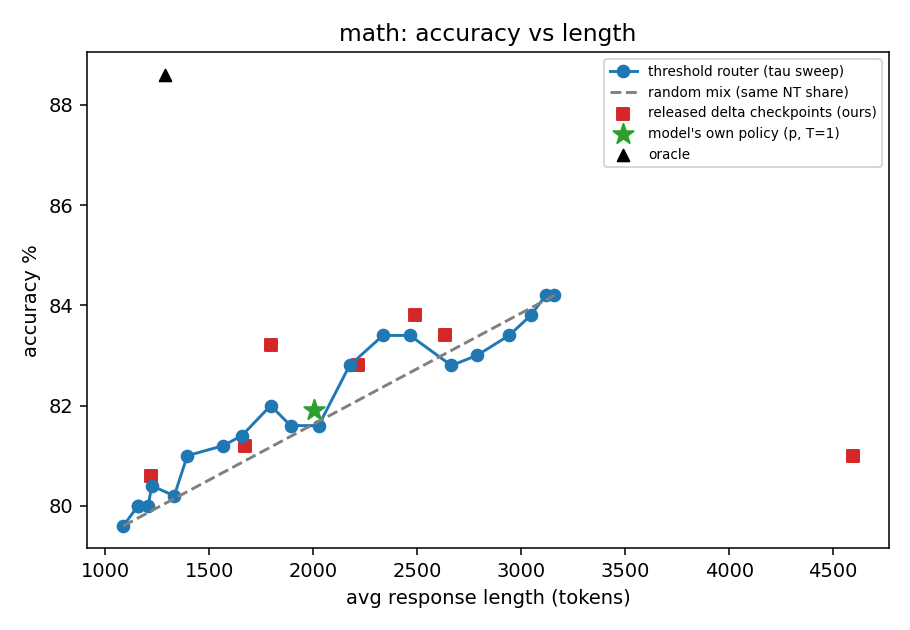 math: accuracy vs length
threshold router (tau sweep)
random mix (same NT share)
released delta checkpoints (ours)
model's own policy (p, T=1)
oracle
accuracy %
88
86
84
82
80
1000 1500 2000 2500 3000 3500 4000 4500
avg response length (tokens)